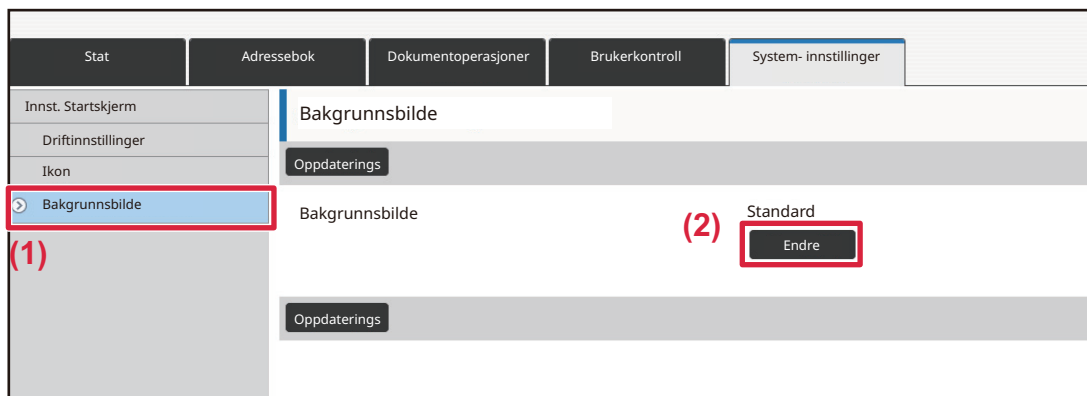 Stat Adressebok Dokumentoperasjoner Brukerkontroll System- innstillinger
Innst. Startskjerm
Driftinnstillinger
Ikon
Bakgrunnsbilde
(1)
Bakgrunnsbilde
Oppdaterings
Bakgrunnsbilde
Standard
(2)
Endre
Oppdaterings